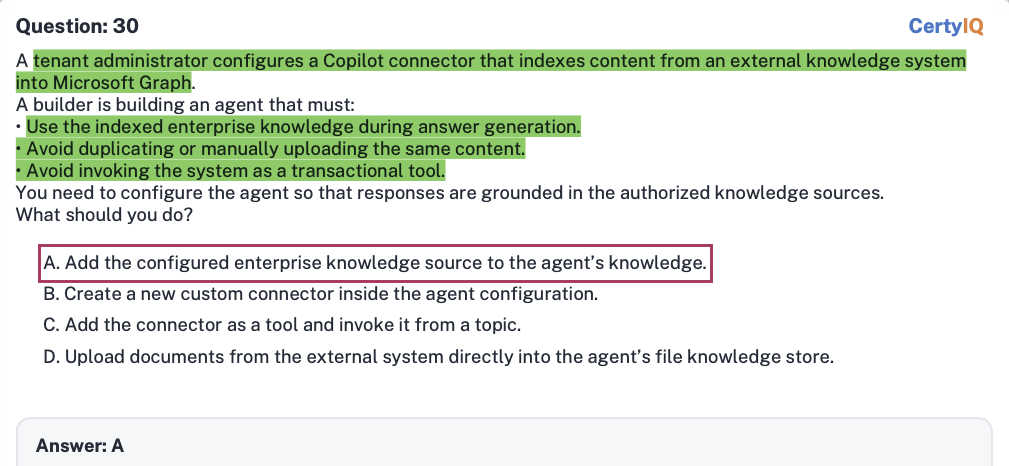 Question: 30
CertyIQ
A tenant administrator configures a Copilot connector that indexes content from an external knowledge system
into Microsoft Graph.
A builder is building an agent that must:
• Use the indexed enterprise knowledge during answer generation.
• Avoid duplicating or manually uploading the same content.
• Avoid invoking the system as a transactional tool.
You need to configure the agent so that responses are grounded in the authorized knowledge sources.
What should you do?
A. Add the configured enterprise knowledge source to the agent’s knowledge.
B. Create a new custom connector inside the agent configuration.
C. Add the connector as a tool and invoke it from a topic.
D. Upload documents from the external system directly into the agent’s file knowledge store.
Answer: A